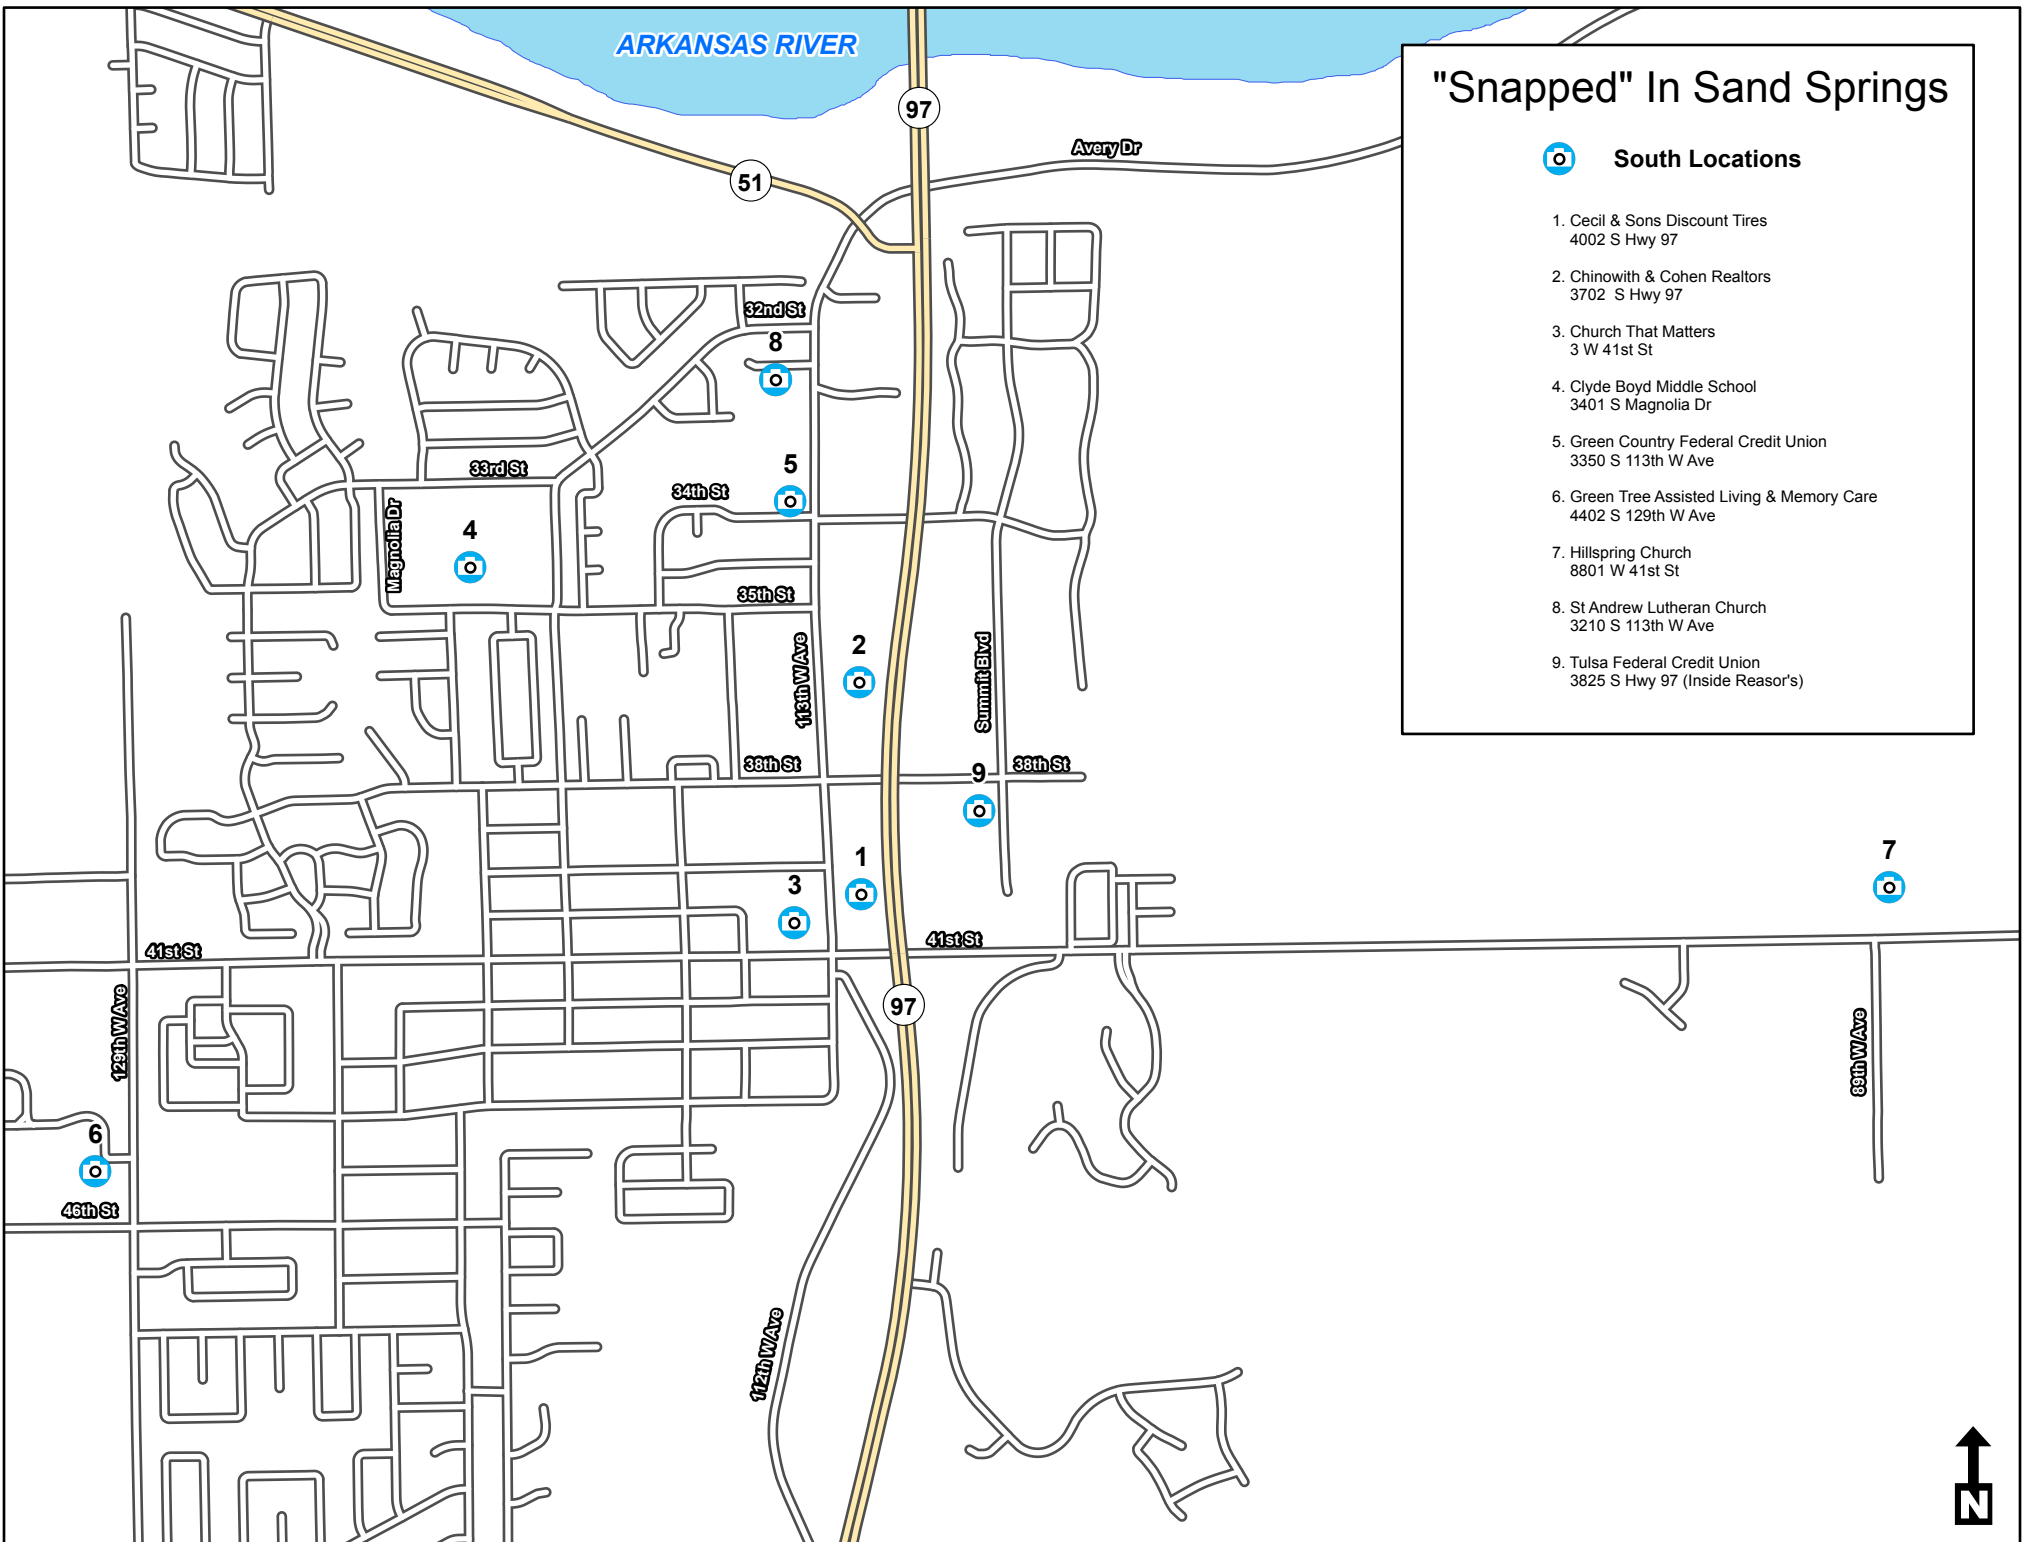 ARKANSAS RIVER
97
"Snapped" In Sand Springs
Avery Dr
South Locations
51
1. Cecil & Sons Discount Tires
4002 S Hwy 97
2. Chinowith & Cohen Realtors
3702 S Hwy 97
3. Church That Matters
3 W 41st St
4. Clyde Boyd Middle School
3401 S Magnolia Dr
5. Green Country Federal Credit Union
3350 S 113th W Ave
6. Green Tree Assisted Living & Memory Care
4402 S 129th W Ave
7. Hillspring Church
8801 W 41st St
8. St Andrew Lutheran Church
3210 S 113th W Ave
9. Tulsa Federal Credit Union
3825 S Hwy 97 (Inside Reasor's)
32nd St
8
33rd St
5
34th St
Magnolia Dr
4
35th St
113th W Ave
2
Summit Blvd
38th St
9
38th St
1
3
7
41st St
41st St
97
129th W Ave
89th W Ave
6
46th St
112th W Ave
N